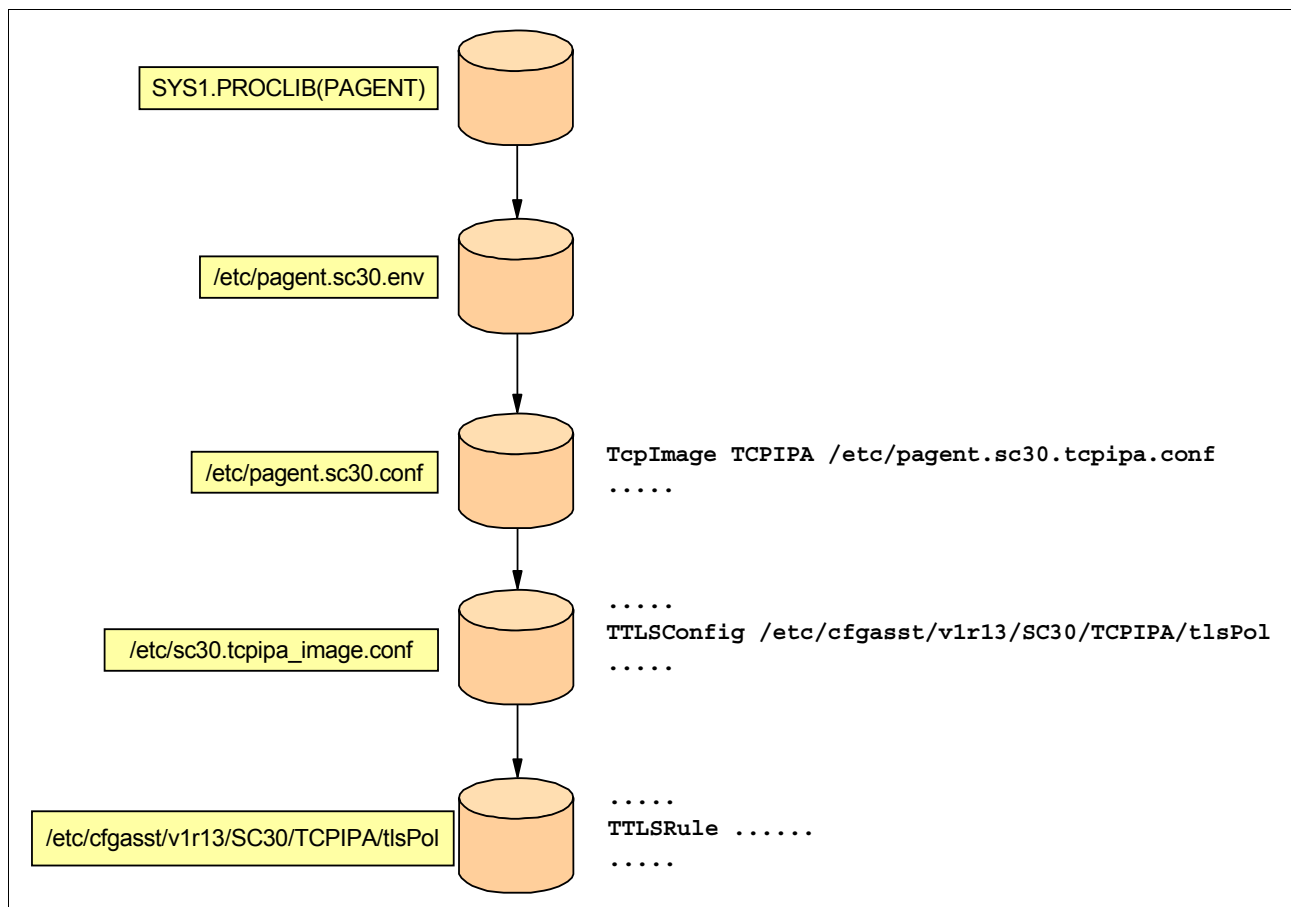 SYS1.PROCLIB(PAGENT)
/etc/pagent.sc30.env
/etc/pagent.sc30.conf
TcpImage TCPIPA /etc/pagent.sc30.tcpipa.conf
.....
/etc/sc30.tcpipa_image.conf
.....
TTLSConfig /etc/cfgasst/v1r13/SC30/TCPIPA/tlsPol
.....
/etc/cfgasst/v1r13/SC30/TCPIPA/tlsPol
.....
TTLSRule ......
.....